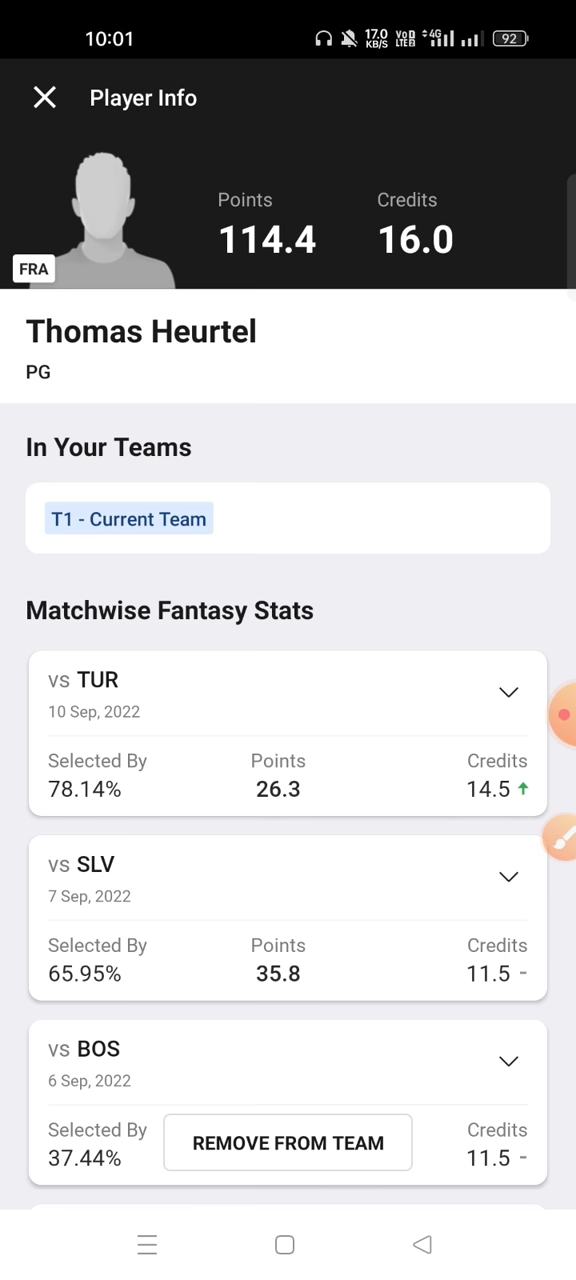 10:01 17.0 KB/S VoD LTED 4G 92
Player Info
Points Credits
114.4 16.0
FRA
Thomas Heurtel
PG
In Your Teams
T1 - Current Team
Matchwise Fantasy Stats
vs TUR
10 Sep, 2022
Selected By Points Credits
78.14% 26.3 14.5
vs SLV
7 Sep, 2022
Selected By Points Credits
65.95% 35.8 11.5 -
vs BOS
6 Sep, 2022
Selected By Credits
REMOVE FROM TEAM
37.44% 11.5 -